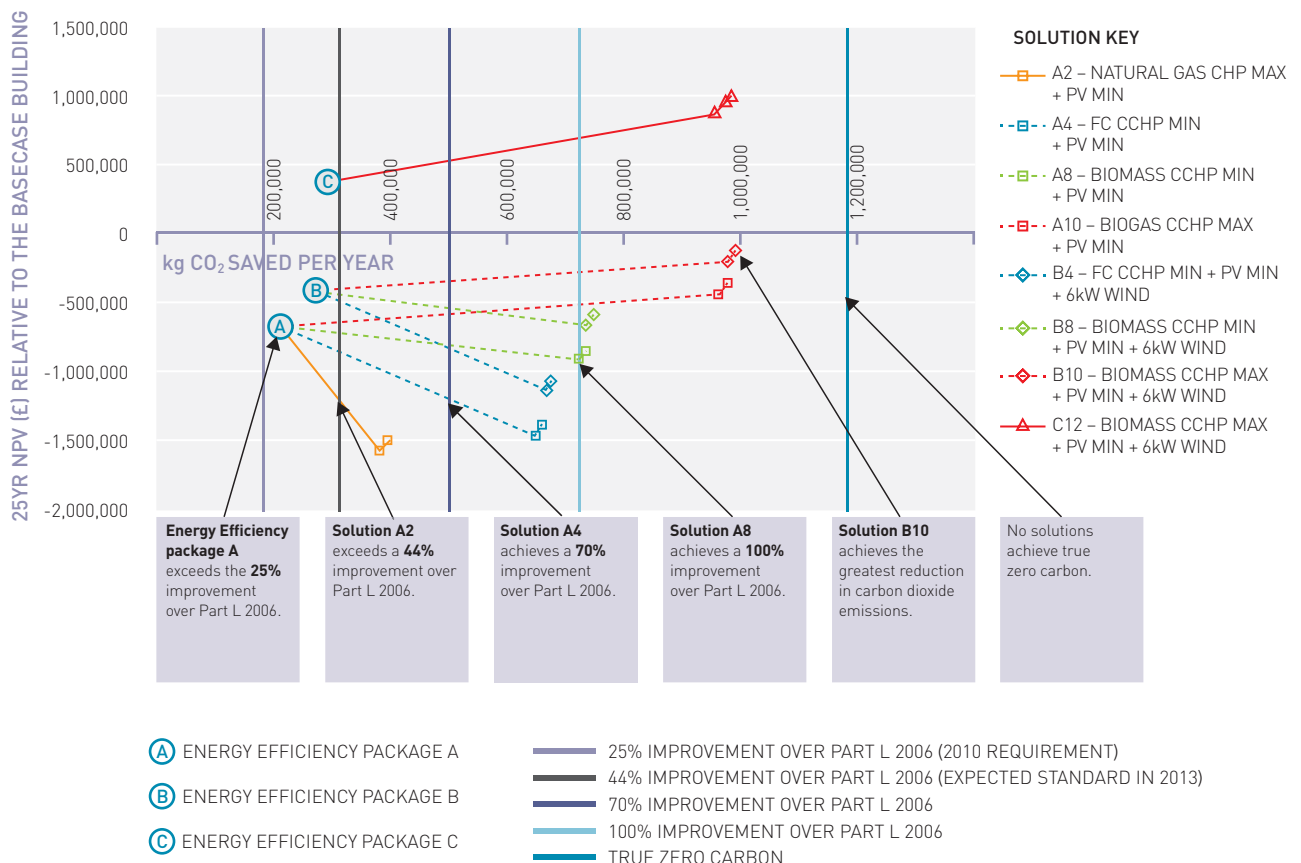 25YR NPV (£) RELATIVE TO THE BASECASE BUILDING
1,500,000
1,000,000
500,000
0
-500,000
-1,000,000
-1,500,000
-2,000,000
200,000
400,000
600,000
800,000
1,000,000
1,200,000
kg CO₂ SAVED PER YEAR
C
B
A
SOLUTION KEY
A2 – NATURAL GAS CHP MAX
+ PV MIN
A4 – FC CCHP MIN
+ PV MIN
A8 – BIOMASS CCHP MIN
+ PV MIN
A10 – BIOGAS CCHP MAX
+ PV MIN
B4 – FC CCHP MIN + PV MIN
+ 6kW WIND
B8 – BIOMASS CCHP MIN
+ PV MIN + 6kW WIND
B10 – BIOMASS CCHP MAX
+ PV MIN + 6kW WIND
C12 – BIOMASS CCHP MAX
+ PV MIN + 6kW WIND
Energy Efficiency
package A
exceeds the 25%
improvement
over Part L 2006.
Solution A2
exceeds a 44%
improvement over
Part L 2006.
Solution A4
achieves a 70%
improvement
over Part L 2006.
Solution A8
achieves a 100%
improvement
over Part L 2006.
Solution B10
achieves the
greatest reduction
in carbon dioxide
emissions.
No solutions
achieve true
zero carbon.
A ENERGY EFFICIENCY PACKAGE A
B ENERGY EFFICIENCY PACKAGE B
C ENERGY EFFICIENCY PACKAGE C
25% IMPROVEMENT OVER PART L 2006 (2010 REQUIREMENT)
44% IMPROVEMENT OVER PART L 2006 (EXPECTED STANDARD IN 2013)
70% IMPROVEMENT OVER PART L 2006
100% IMPROVEMENT OVER PART L 2006
TRUE ZERO CARBON